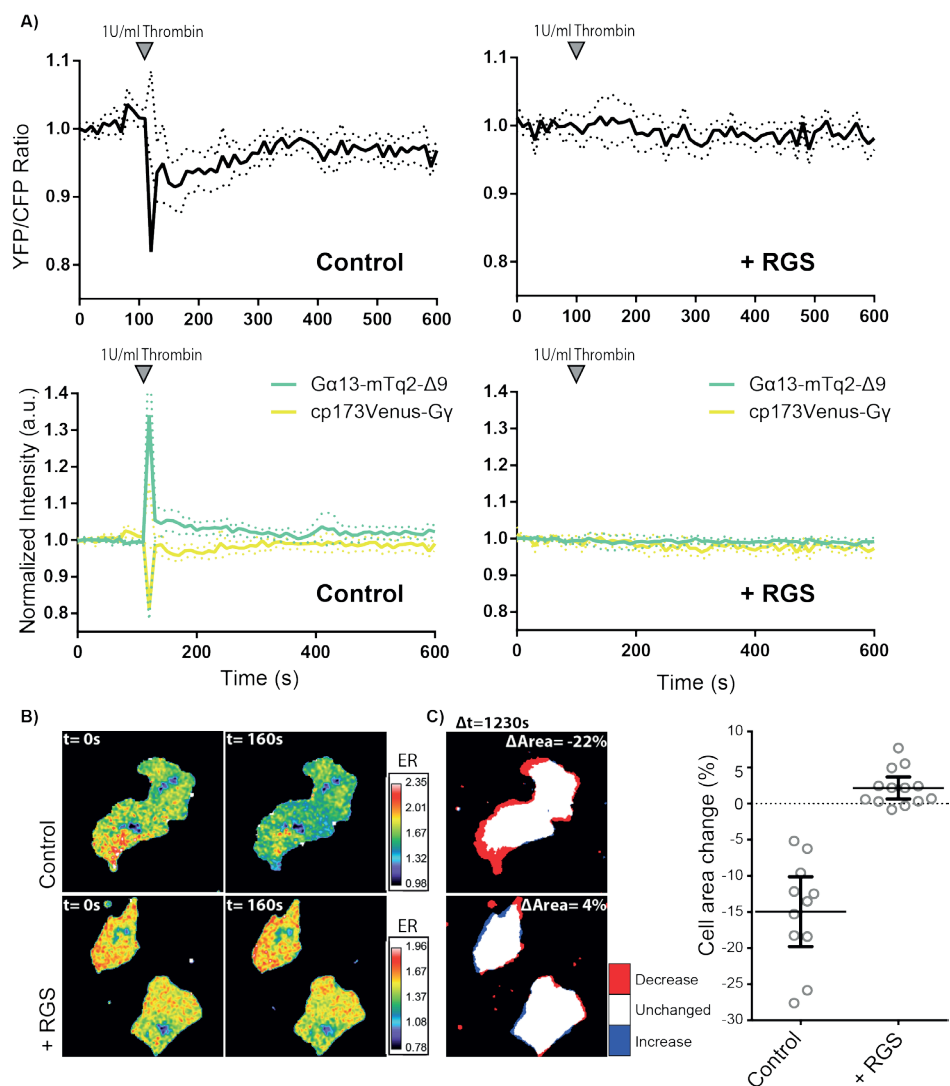 A)
1U/ml Thrombin
1U/ml Thrombin
YFP/CFP Ratio
1.1
1.0
0.9
0.8
0 100 200 300 400 500 600
Control
1.1
1.0
0.9
0.8
0 100 200 300 400 500 600
+ RGS
1U/ml Thrombin
1U/ml Thrombin
Normalized Intensity (a.u.)
1.4
1.3
1.2
1.1
1.0
0.9
0.8
0 200 400 600
Gα13-mTq2-Δ9
cp173Venus-Gγ
Control
Time (s)
1.4
1.3
1.2
1.1
1.0
0.9
0.8
0 200 400 600
Gα13-mTq2-Δ9
cp173Venus-Gγ
+ RGS
Time (s)
B)
Control
t= 0s
t= 160s
ER
2.35
2.01
1.66
1.32
0.98
+ RGS
t= 0s
t= 160s
ER
1.96
1.67
1.37
1.08
0.78
C)
Δt=1230s
ΔArea= -22%
ΔArea= 4%
Decrease
Unchanged
Increase
Cell area change (%)
10
5
0
-5
-10
-15
-20
-25
-30
Control
+ RGS